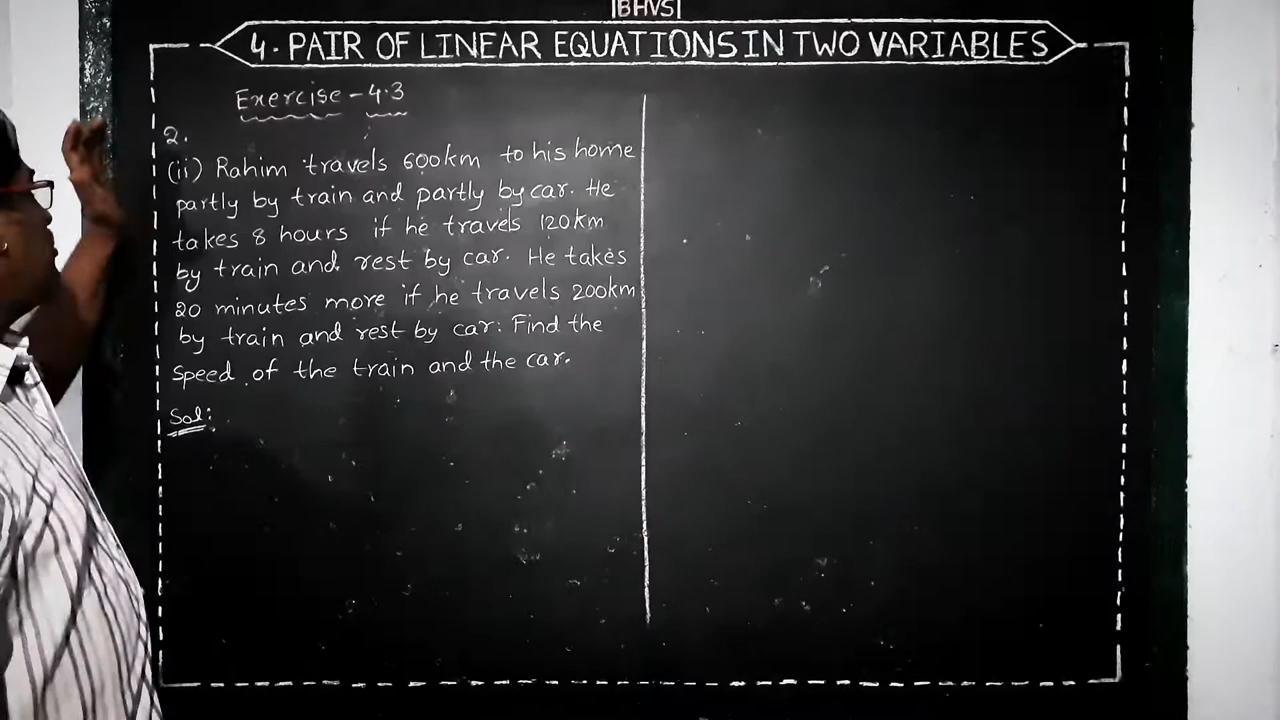 BHVS
4. PAIR OF LINEAR EQUATIONS IN TWO VARIABLES
Exercise - 4.3
2.
(ii) Rahim travels 600km to his home
partly by train and partly by car. He
takes 8 hours if he travels 120km
by train and rest by car. He takes
20 minutes more if he travels 200km
by train and rest by car: Find the
speed of the train and the car.
Sol: